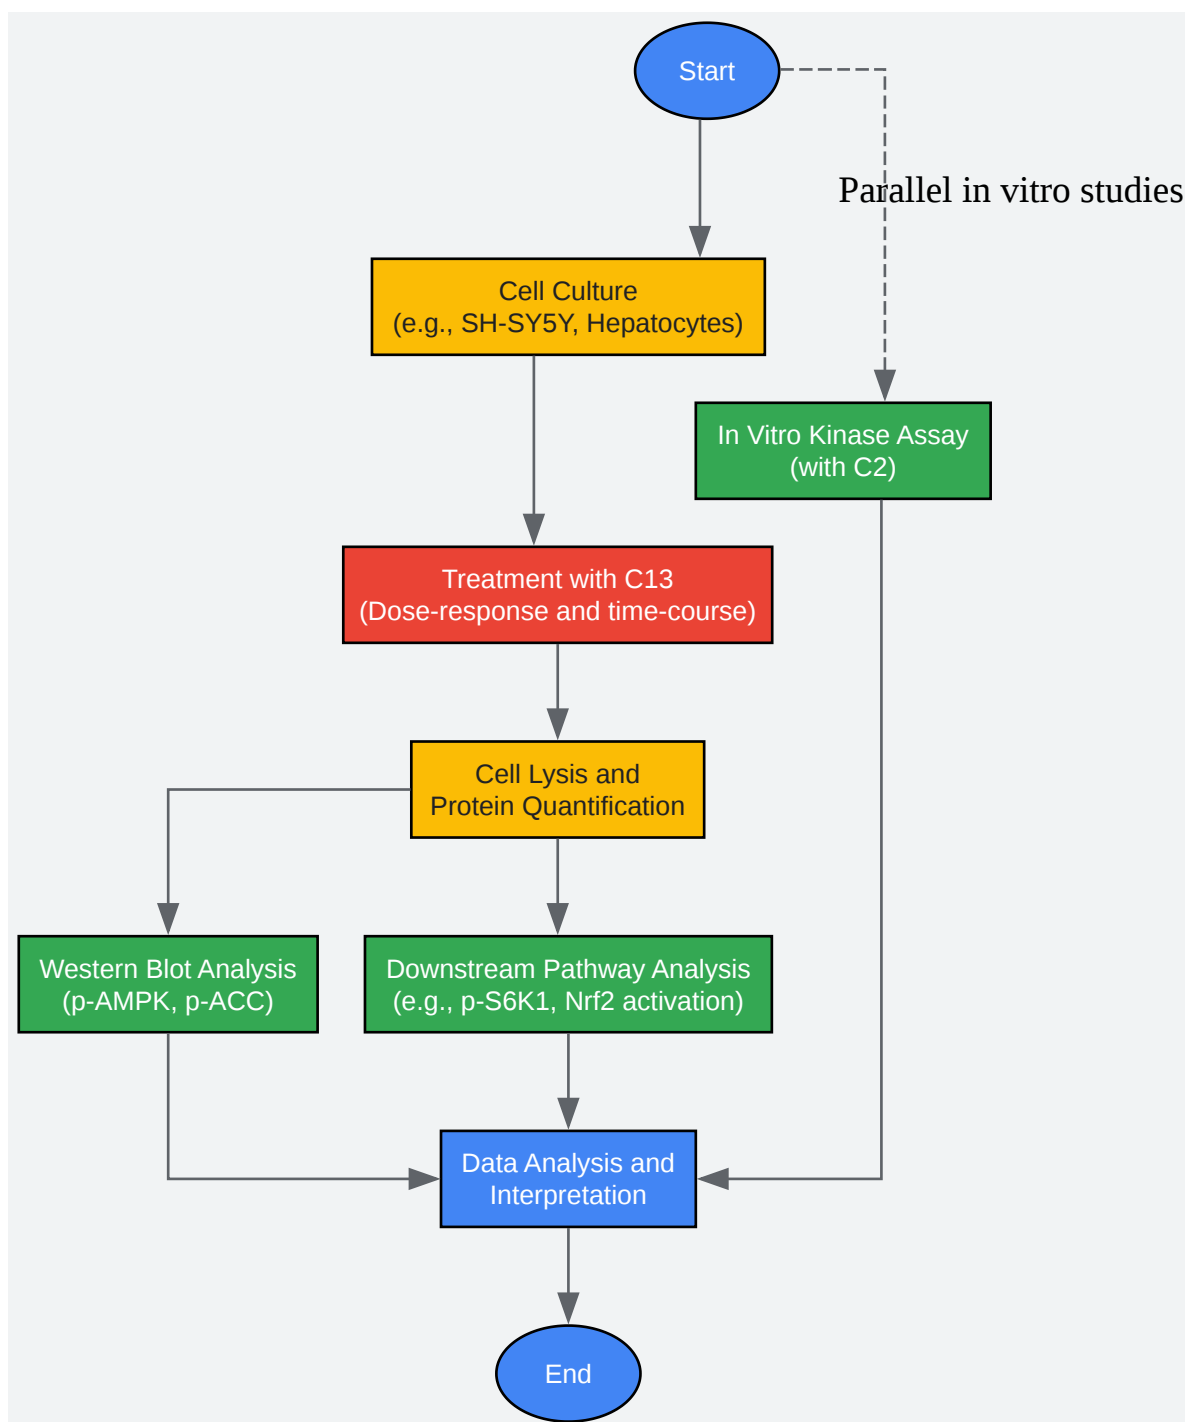 Start
Parallel in vitro studies
Cell Culture
(e.g., SH-SY5Y, Hepatocytes)
In Vitro Kinase Assay
(with C2)
Treatment with C13
(Dose-response and time-course)
Cell Lysis and
Protein Quantification
Western Blot Analysis
(p-AMPK, p-ACC)
Downstream Pathway Analysis
(e.g., p-S6K1, Nrf2 activation)
Data Analysis and
Interpretation
End